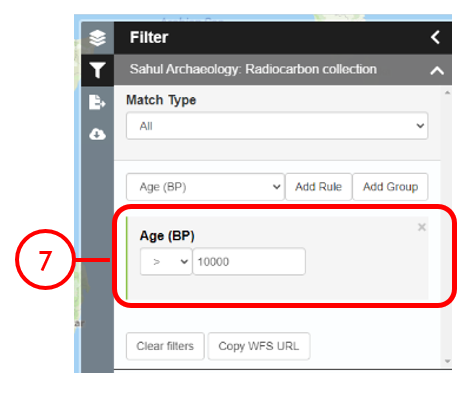 Filter
Sahul Archaeology: Radiocarbon collection
Match Type
All
Age (BP) Add Rule Add Group
Age (BP)
> 10000
7
Clear filters Copy WFS URL